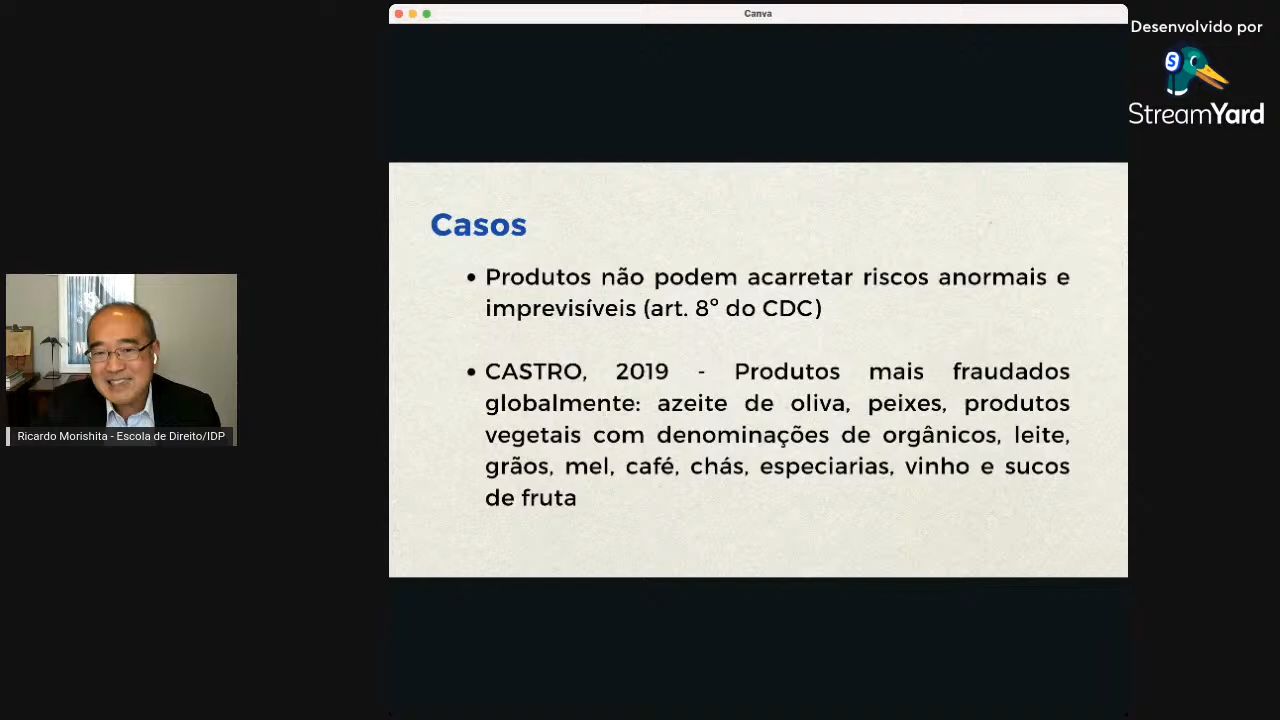 Canva
Desenvolvido por
S
StreamYard
Casos
• Produtos não podem acarretar riscos anormais e
imprevisíveis (art. 8º do CDC)
• CASTRO, 2019 - Produtos mais fraudados
globalmente: azeite de oliva, peixes, produtos
vegetais com denominações de orgânicos, leite,
grãos, mel, café, chás, especiarias, vinho e sucos
de fruta
Ricardo Morishita - Escola de Direito/IDP